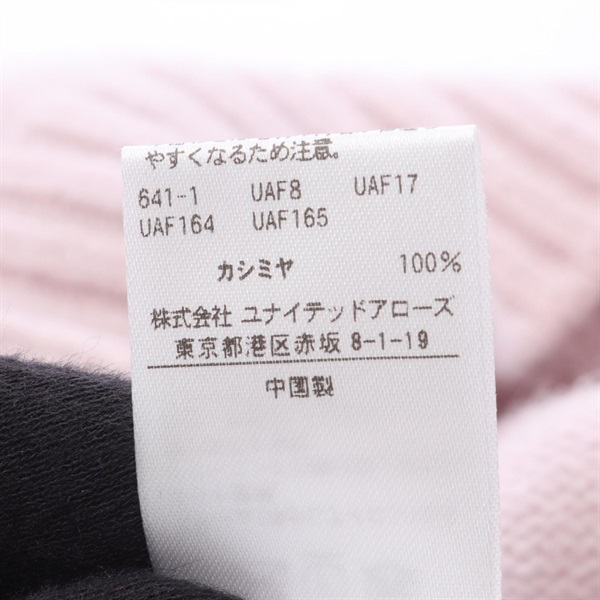 やすくなるため注意。
641-1 UAF8 UAF17
UAF164 UAF165
カシミヤ 100%
株式会社 ユナイテッドアローズ
東京都港区赤坂 8-1-19
中国製